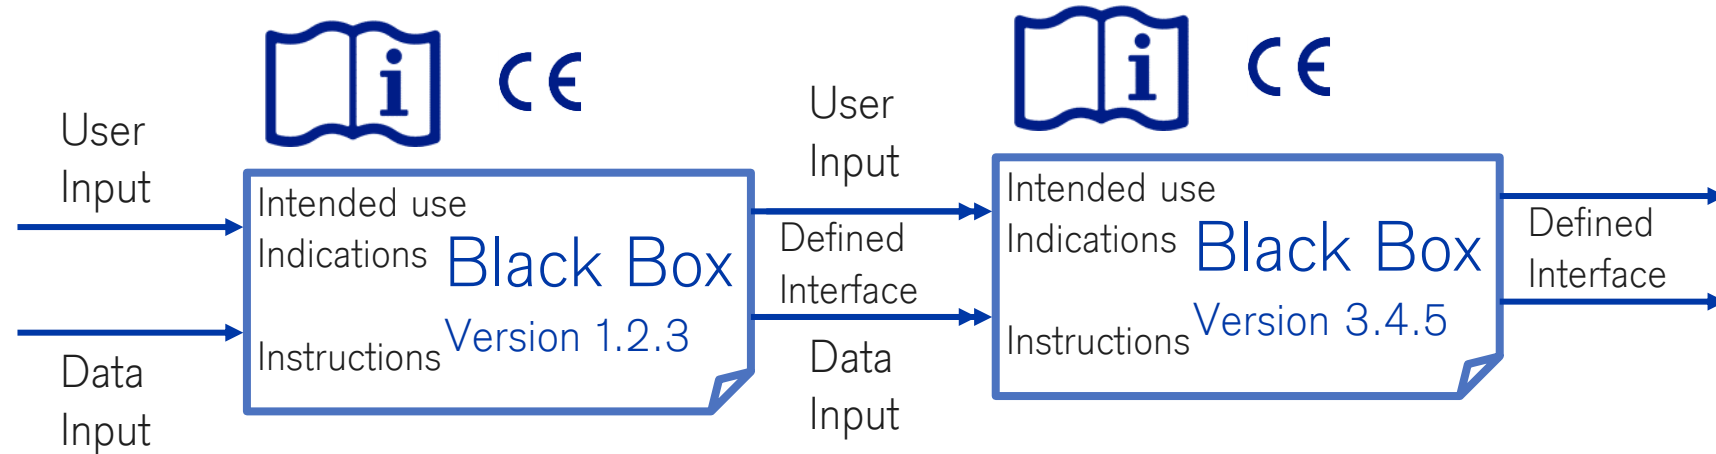 User
Input
Data
Input
i
CE
Intended use
Indications
Black Box
Version 1.2.3
Instructions
User
Input
Defined
Interface
Data
Input
i
CE
Intended use
Indications
Black Box
Version 3.4.5
Instructions
Defined
Interface